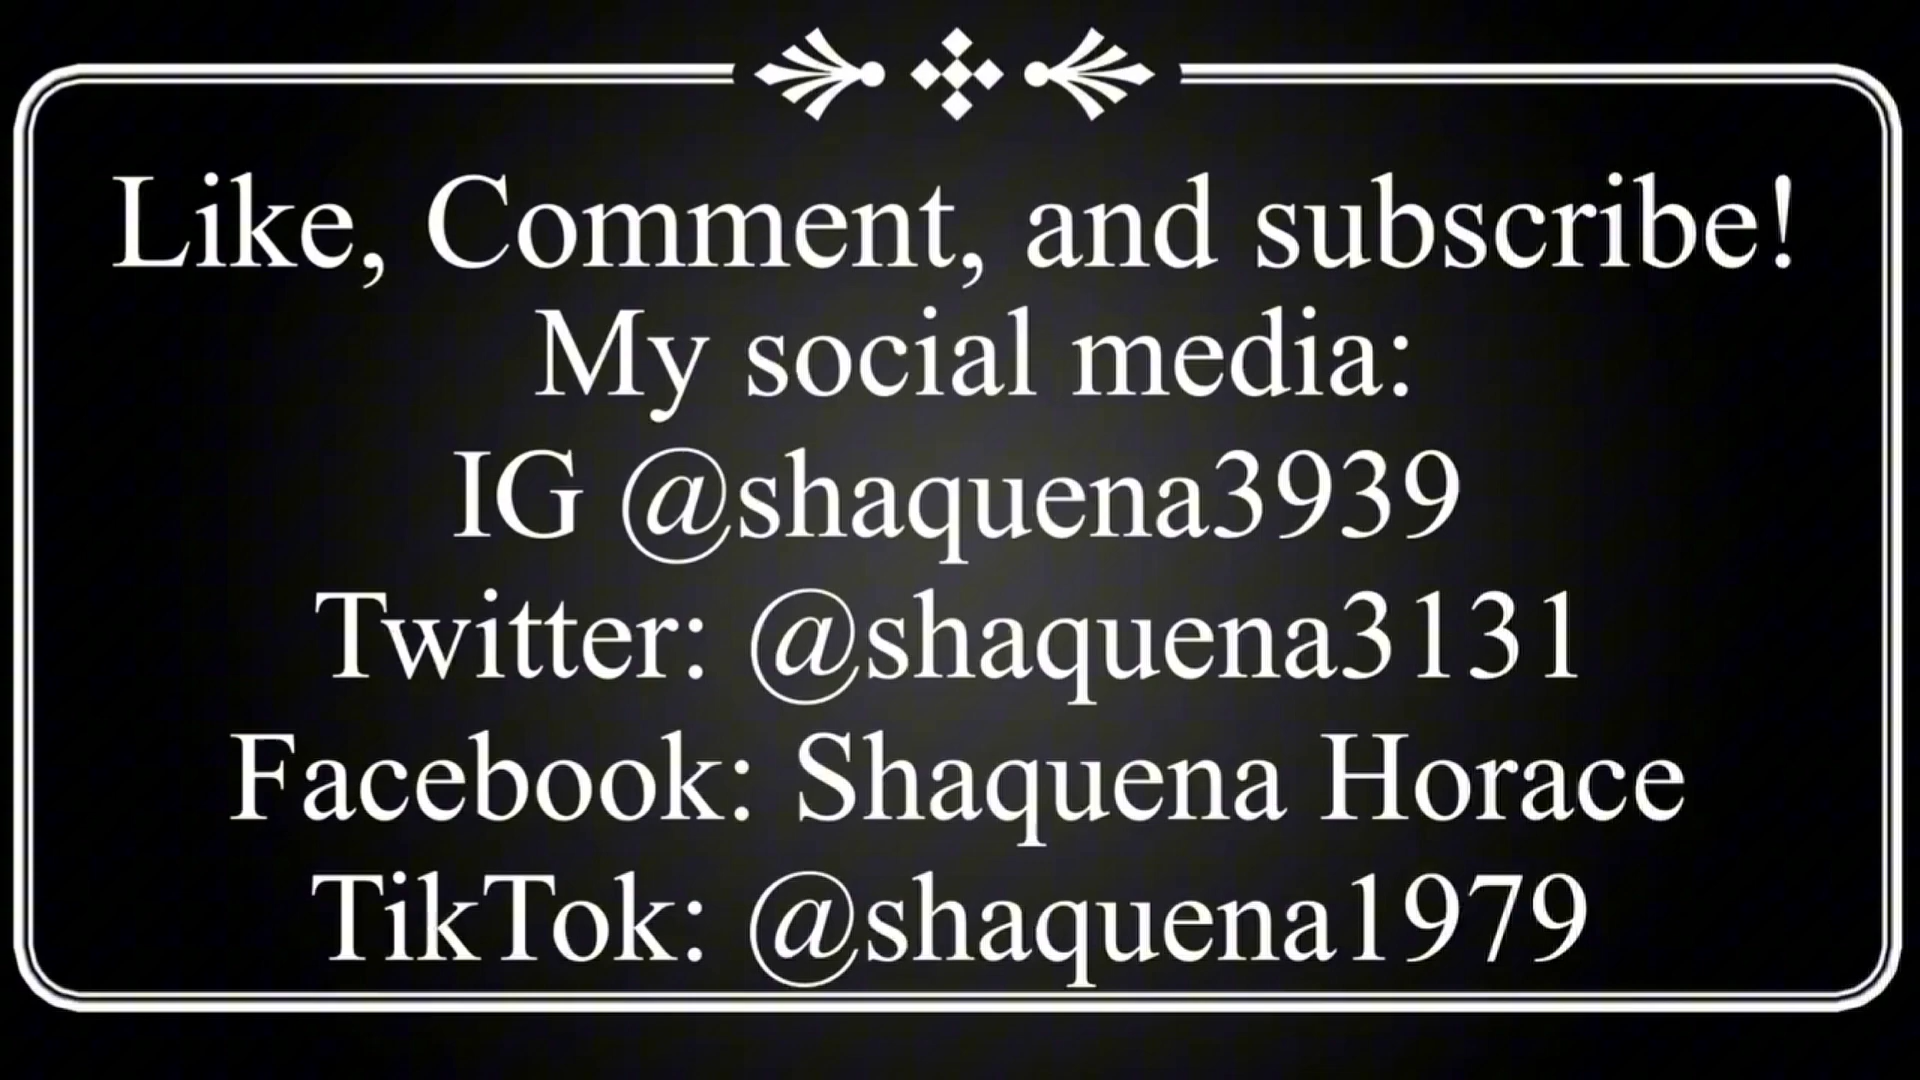 Like, Comment, and subscribe!
My social media:
IG @shaquena3939
Twitter: @shaquena3131
Facebook: Shaquena Horace
TikTok: @shaquena1979